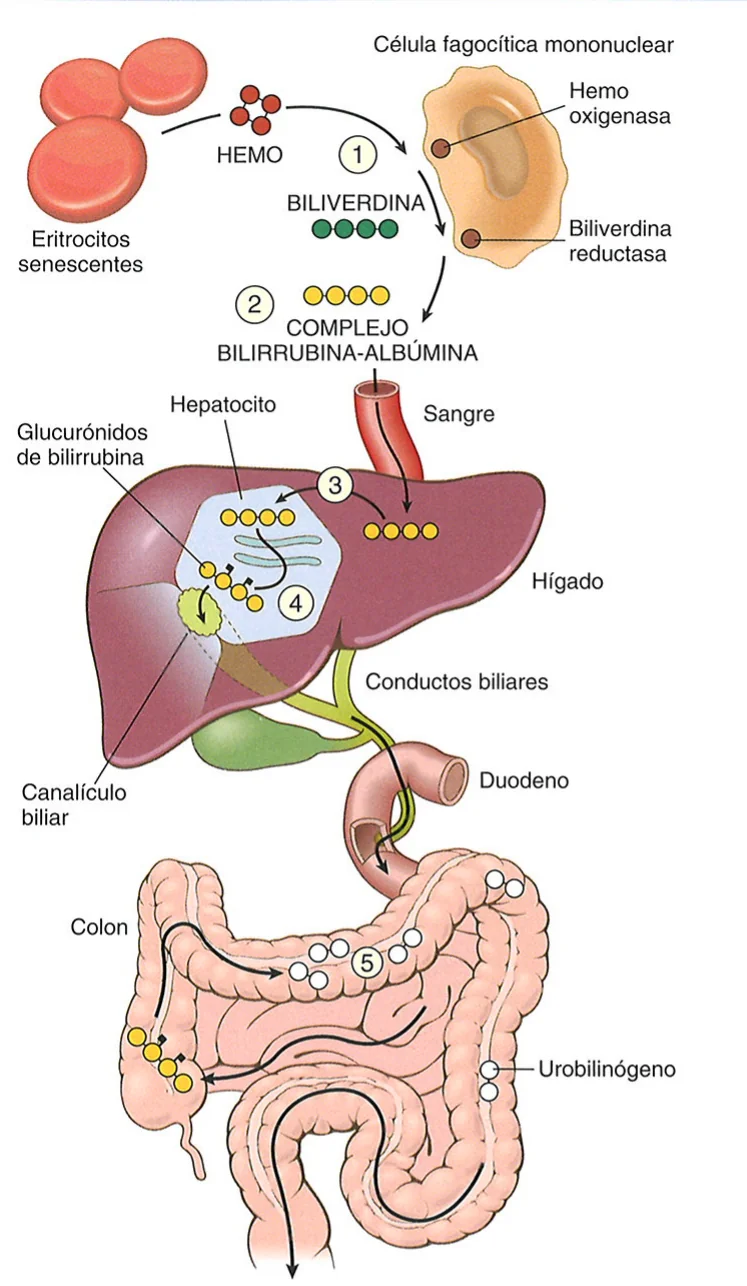 Célula fagocítica mononuclear
Hemo
oxigenasa
HEMO
1
BILIVERDINA
Eritrocitos
senescentes
Biliverdina
reductasa
2
COMPLEJO
BILIRRUBINA-ALBÚMINA
Hepatocito
Sangre
Glucurónidos
de bilirrubina
3
4
Hígado
Conductos biliares
Canalículo
biliar
Duodeno
Colon
5
Urobilinógeno